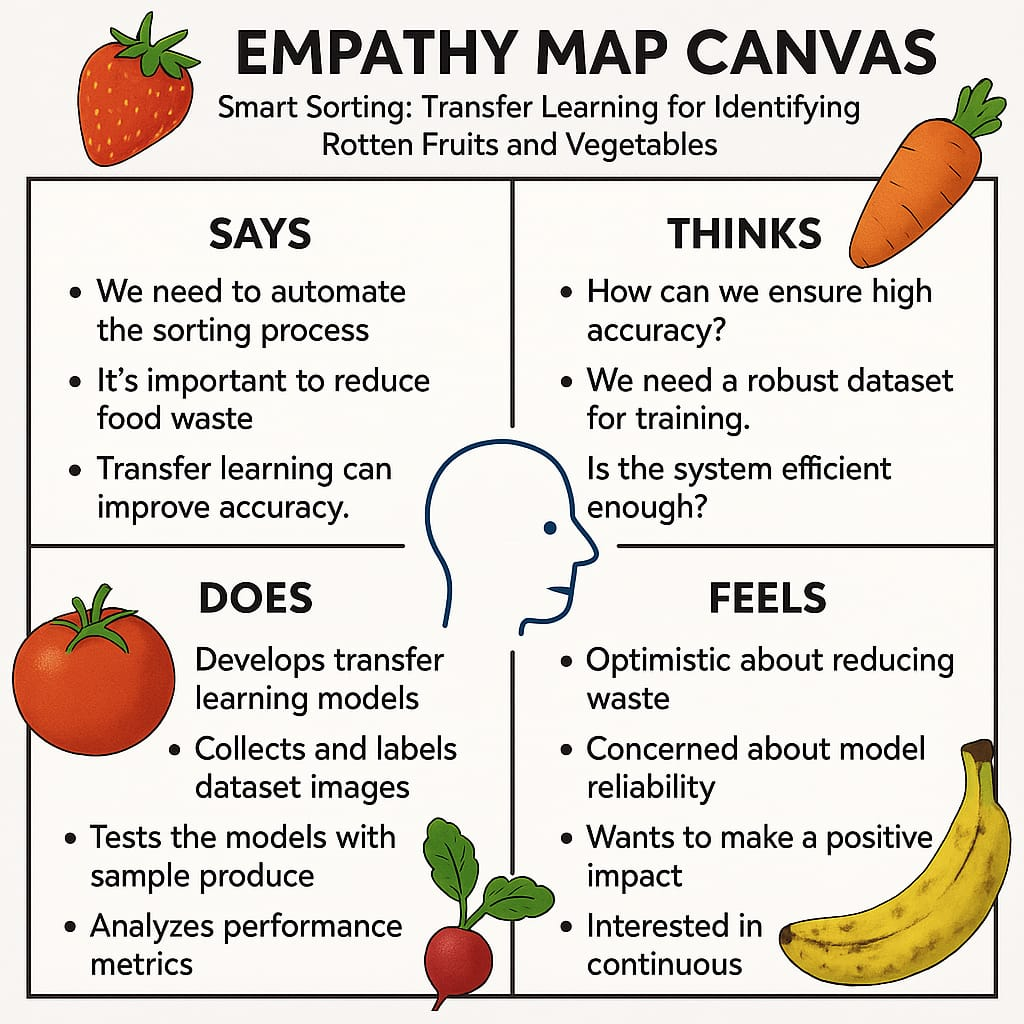 EMPATHY MAP CANVAS
Smart Sorting: Transfer Learning for Identifying
Rotten Fruits and Vegetables
SAYS
• We need to automate
the sorting process
• It's important to reduce
food waste
• Transfer learning can
improve accuracy.
THINKS
• How can we ensure high
accuracy?
• We need a robust dataset
for training.
Is the system efficient
enough?
DOES
Develops transfer
learning models
• Collects and labels
dataset images
• Tests the models with
sample produce
• Analyzes performance
metrics
FEELS
• Optimistic about reducing
waste
• Concerned about model
reliability
• Wants to make a positive
impact
• Interested in
continuous